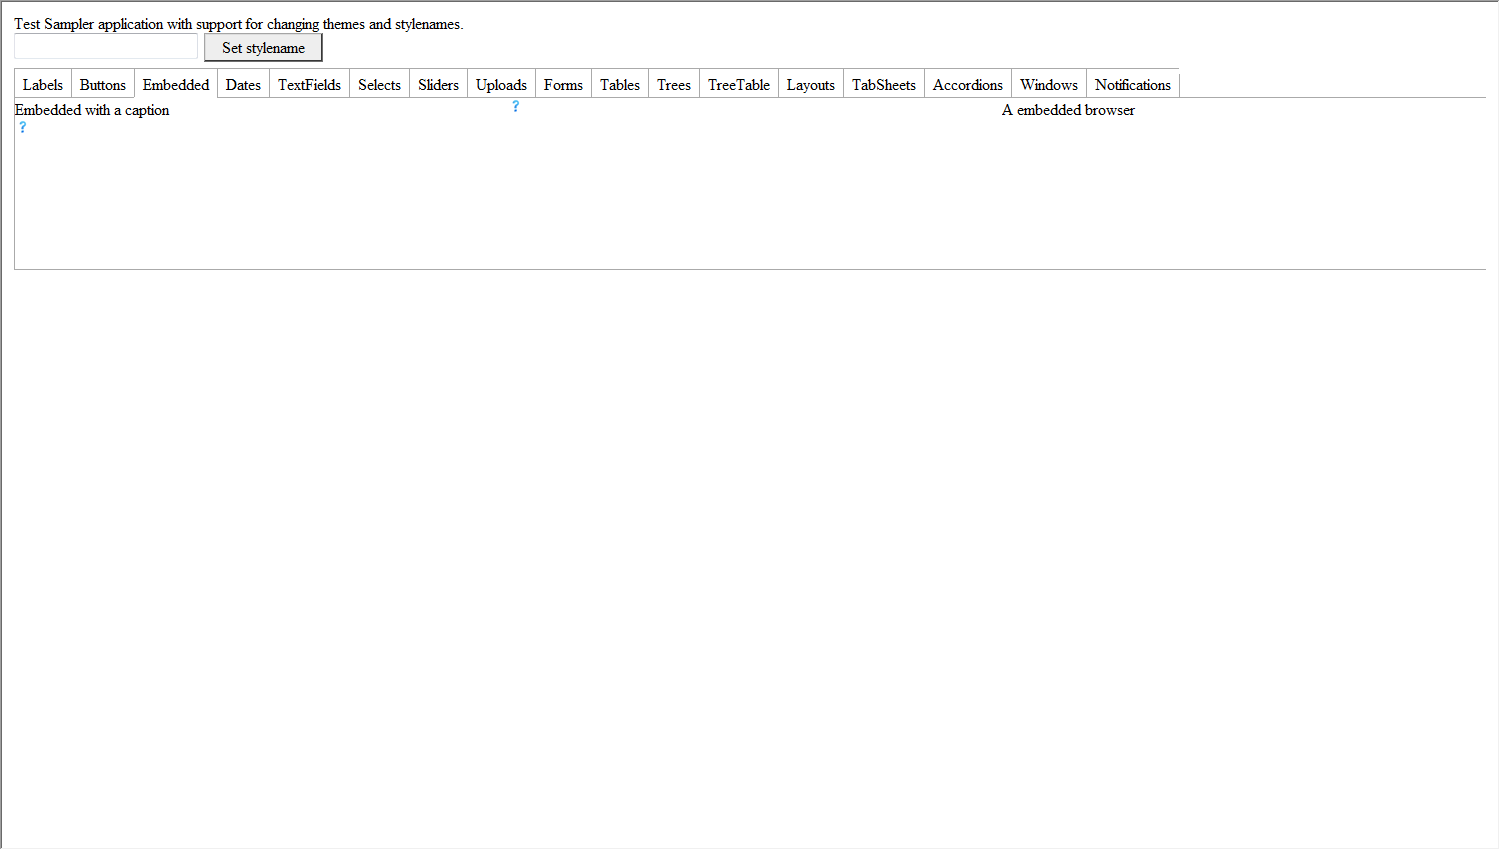 Test Sampler application with support for changing themes and stylenames.
Set stylename
Labels Buttons Embedded Dates TextFields Selects Sliders Uploads Forms Tables Trees TreeTable Layouts TabSheets Accordions Windows Notifications
Embedded with a caption ? A embedded browser
?